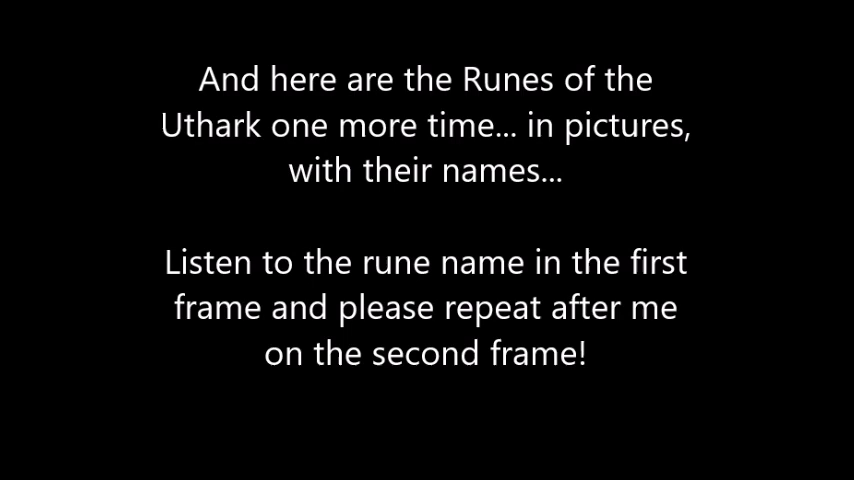 And here are the Runes of the
Uthark one more time... in pictures,
with their names...
Listen to the rune name in the first
frame and please repeat after me
on the second frame!